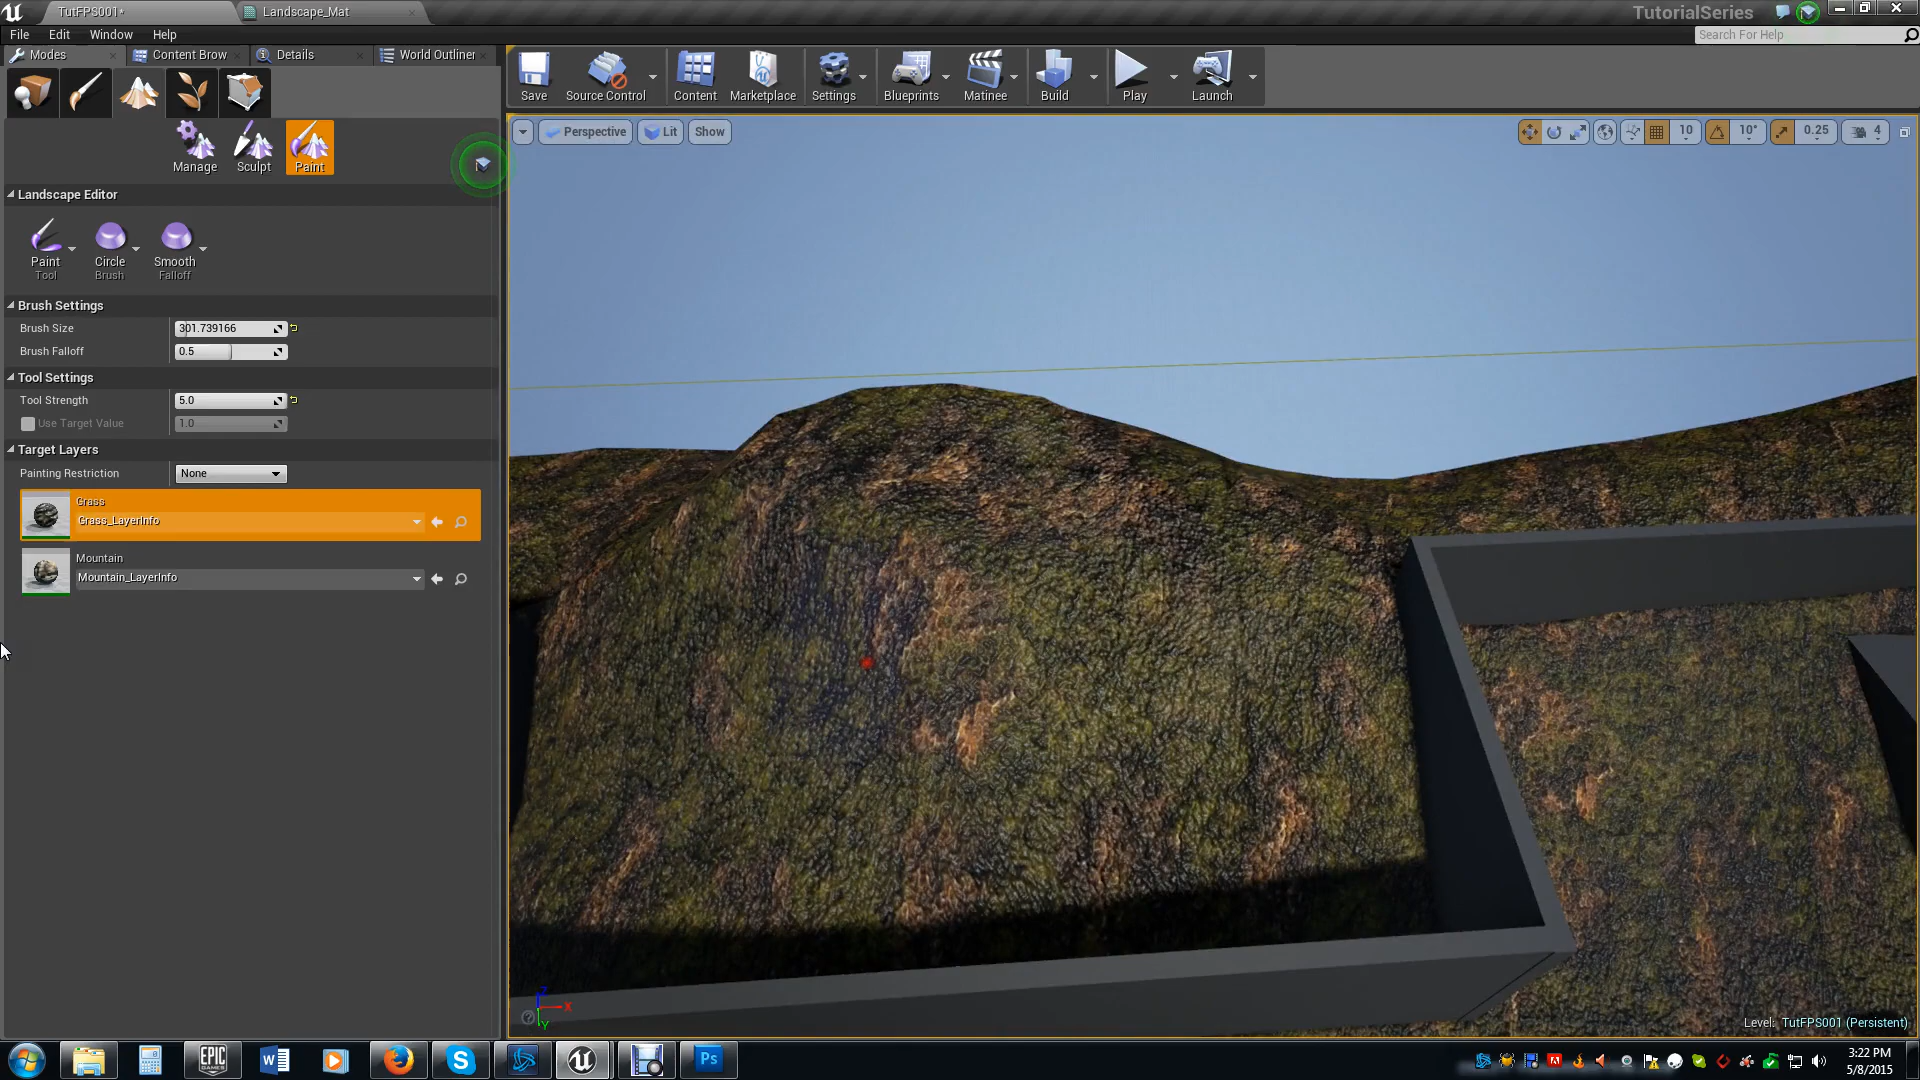 TutFPS001*
Landscape_Mat
TutorialSeries
File Edit Window Help
Search For Help
Modes
Content Brow
Details
World Outliner
Save
Source Control
Content
Marketplace
Settings
Blueprints
Matinee
Build
Play
Launch
Manage
Sculpt
Paint
Perspective
Lit
Show
10
10°
0.25
4
Landscape Editor
Paint
Tool
Circle
Brush
Smooth
Falloff
Brush Settings
Brush Size 301.739166
Brush Falloff 0.5
Tool Settings
Tool Strength 5.0
Use Target Value 1.0
Target Layers
Painting Restriction None
Grass
Grass_LayerInfo
Mountain
Mountain_LayerInfo
Z
X
Y
Level: TutFPS001 (Persistent)
EPIC
GAMES
W
S
Ps
3:22 PM
5/8/2015